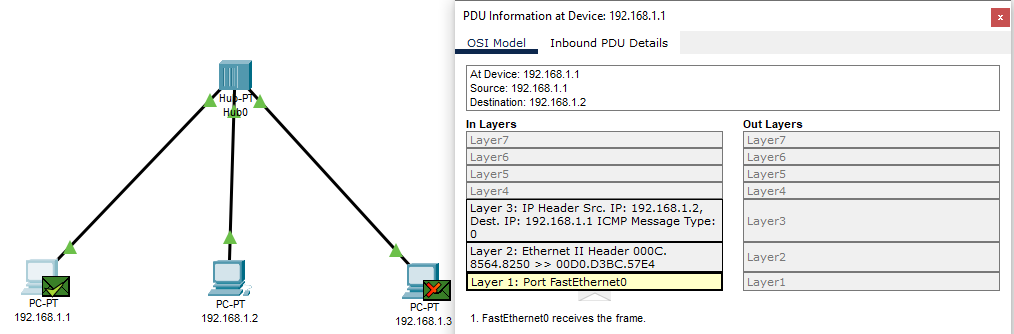 Hub-PT
Hub0
PC-PT
192.168.1.1
PC-PT
192.168.1.2
PC-PT
192.168.1.3
PDU Information at Device: 192.168.1.1
x
OSI Model
Inbound PDU Details
At Device: 192.168.1.1
Source: 192.168.1.1
Destination: 192.168.1.2
In Layers
Layer7
Layer6
Layer5
Layer4
Layer 3: IP Header Src. IP: 192.168.1.2,
Dest. IP: 192.168.1.1 ICMP Message Type:
0
Layer 2: Ethernet II Header 000C.
8564.8250 >> 00D0.D3BC.57E4
Layer 1: Port FastEthernet0
Out Layers
Layer7
Layer6
Layer5
Layer4
Layer3
Layer2
Layer1
1. FastEthernet0 receives the frame.